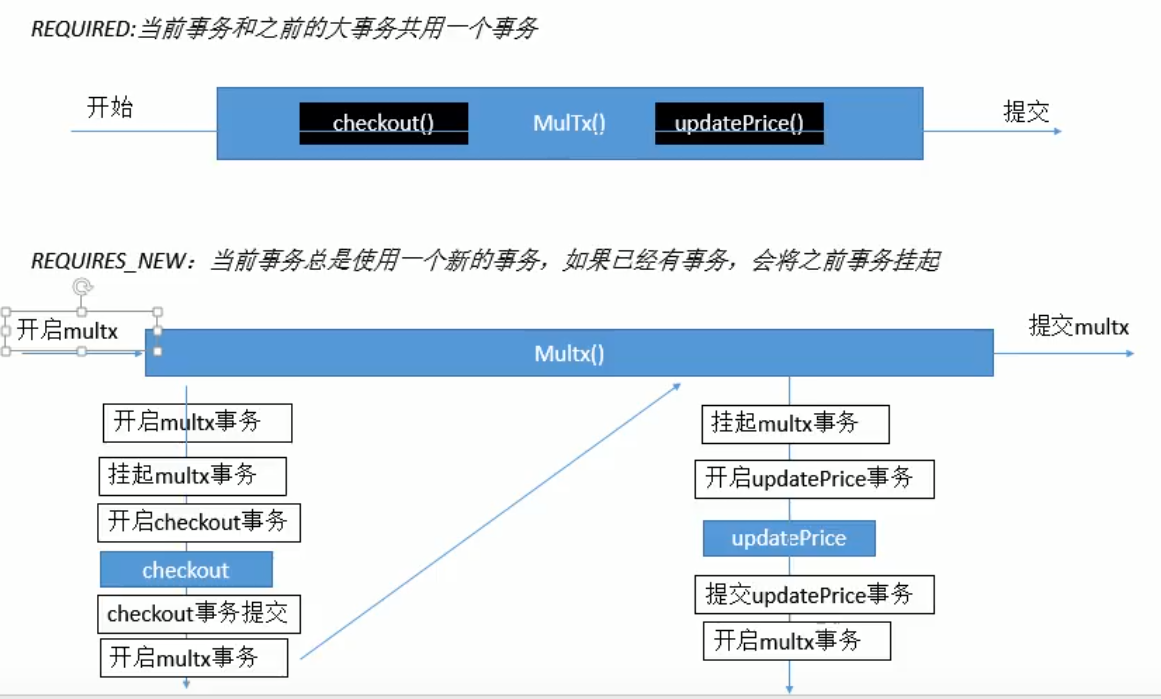 REQUIRED:当前事务和之前的大事务共用一个事务
开始
checkout()
MulTx()
updatePrice()
提交
REQUIRES_NEW：当前事务总是使用一个新的事务，如果已经有事务，会将之前事务挂起
开启multx
Multx()
提交multx
开启multx事务
挂起multx事务
开启checkout事务
checkout
checkout事务提交
开启multx事务
挂起multx事务
开启updatePrice事务
updatePrice
提交updatePrice事务
开启multx事务